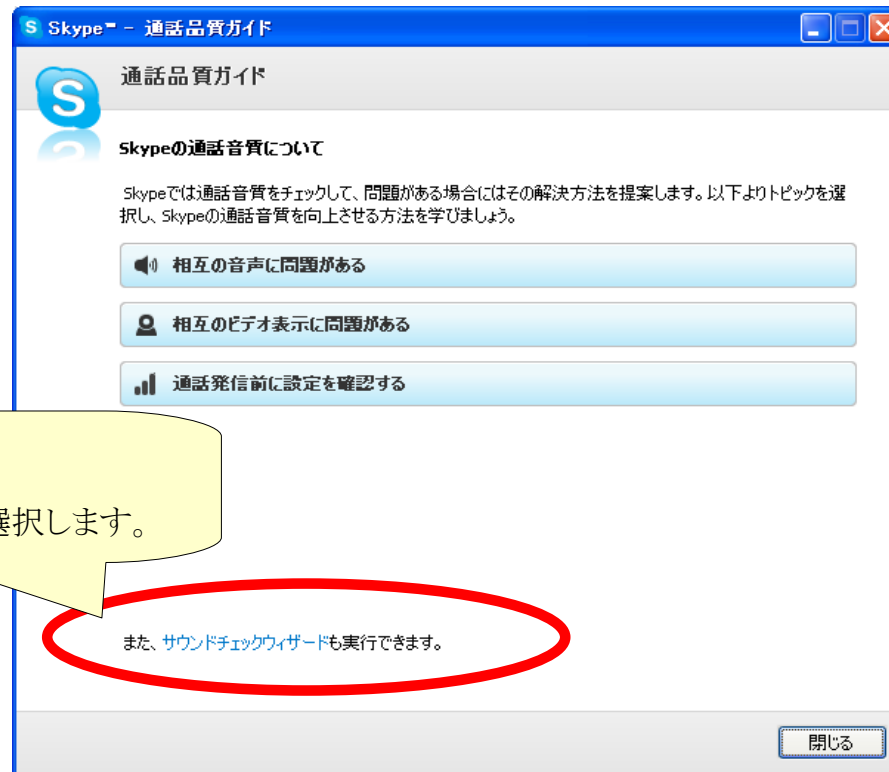 Skype™ - 通話品質ガイド
通話品質ガイド
Skypeの通話音質について
Skypeでは通話音質をチェックして、問題がある場合にはその解決方法を提案します。以下よりトピックを選
択し、Skypeの通話音質を向上させる方法を学びましょう。
相互の音声に問題がある
相互のビデオ表示に問題がある
通話発信前に設定を確認する
選択します。
また、サウンドチェックウィザードも実行できます。
閉じる